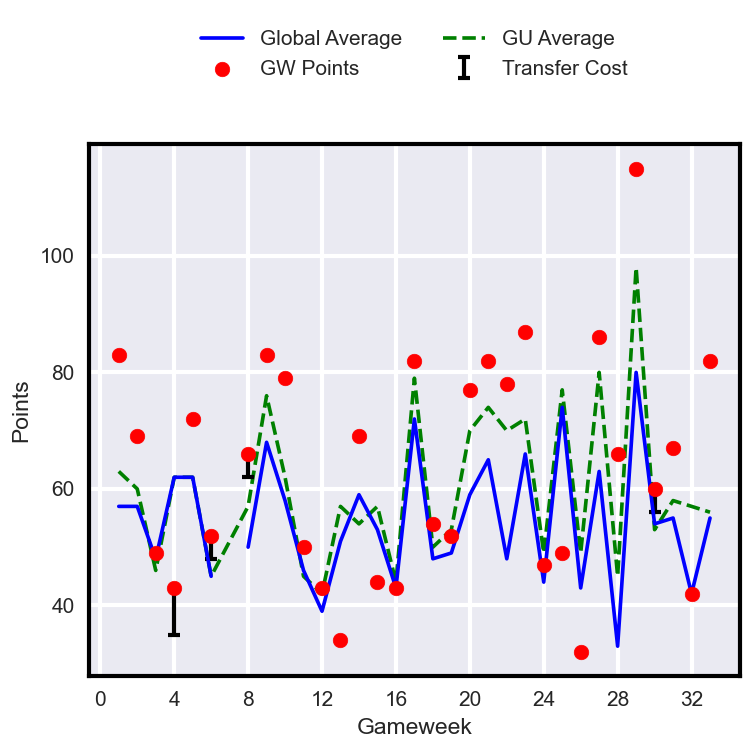 Global Average
GU Average
GW Points
Transfer Cost
100
80
60
40
Points
0 4 8 12 16 20 24 28 32
Gameweek